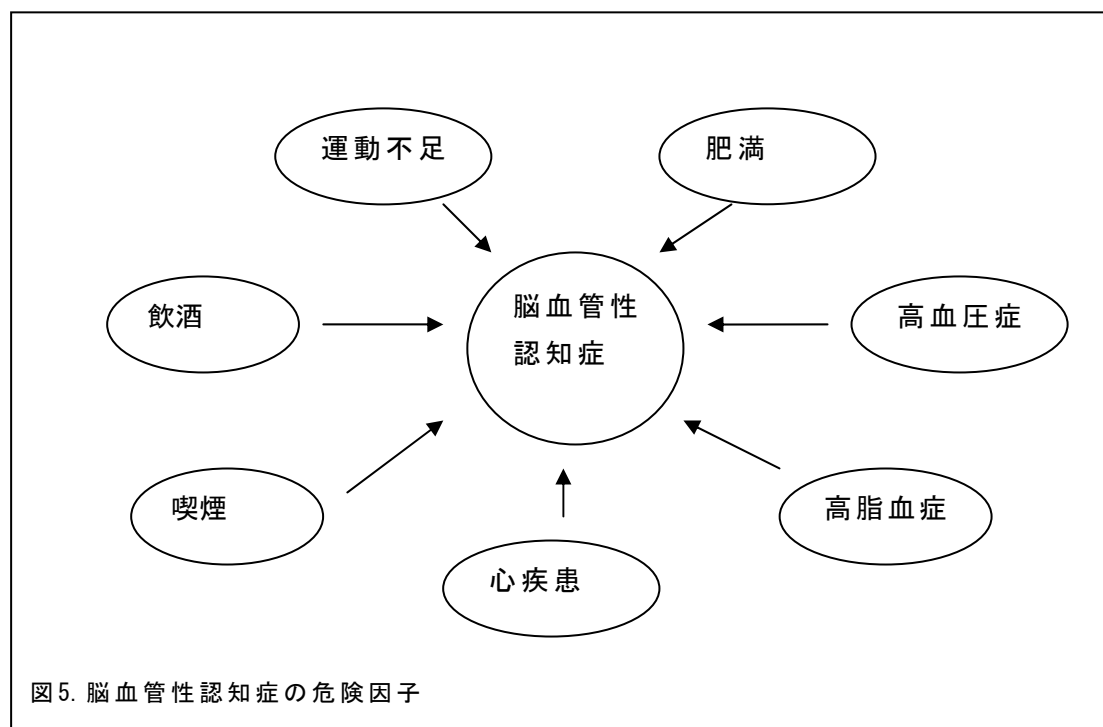 運動不足
肥満
飲酒
脳血管性
認知症
高血圧症
喫煙
高脂血症
心疾患
図5. 脳血管性認知症の危険因子